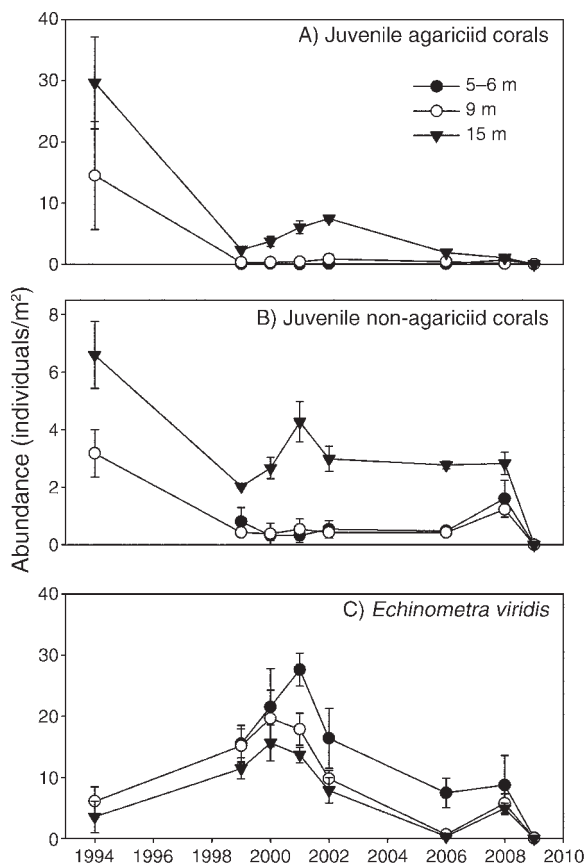 A) Juvenile agariciid corals
5–6 m
9 m
15 m
40
30
20
10
0
B) Juvenile non-agariciid corals
8
6
4
2
0
Abundance (individuals/m²)
C) Echinometra viridis
40
30
20
10
0
1994 1996 1998 2000 2002 2004 2006 2008 2010